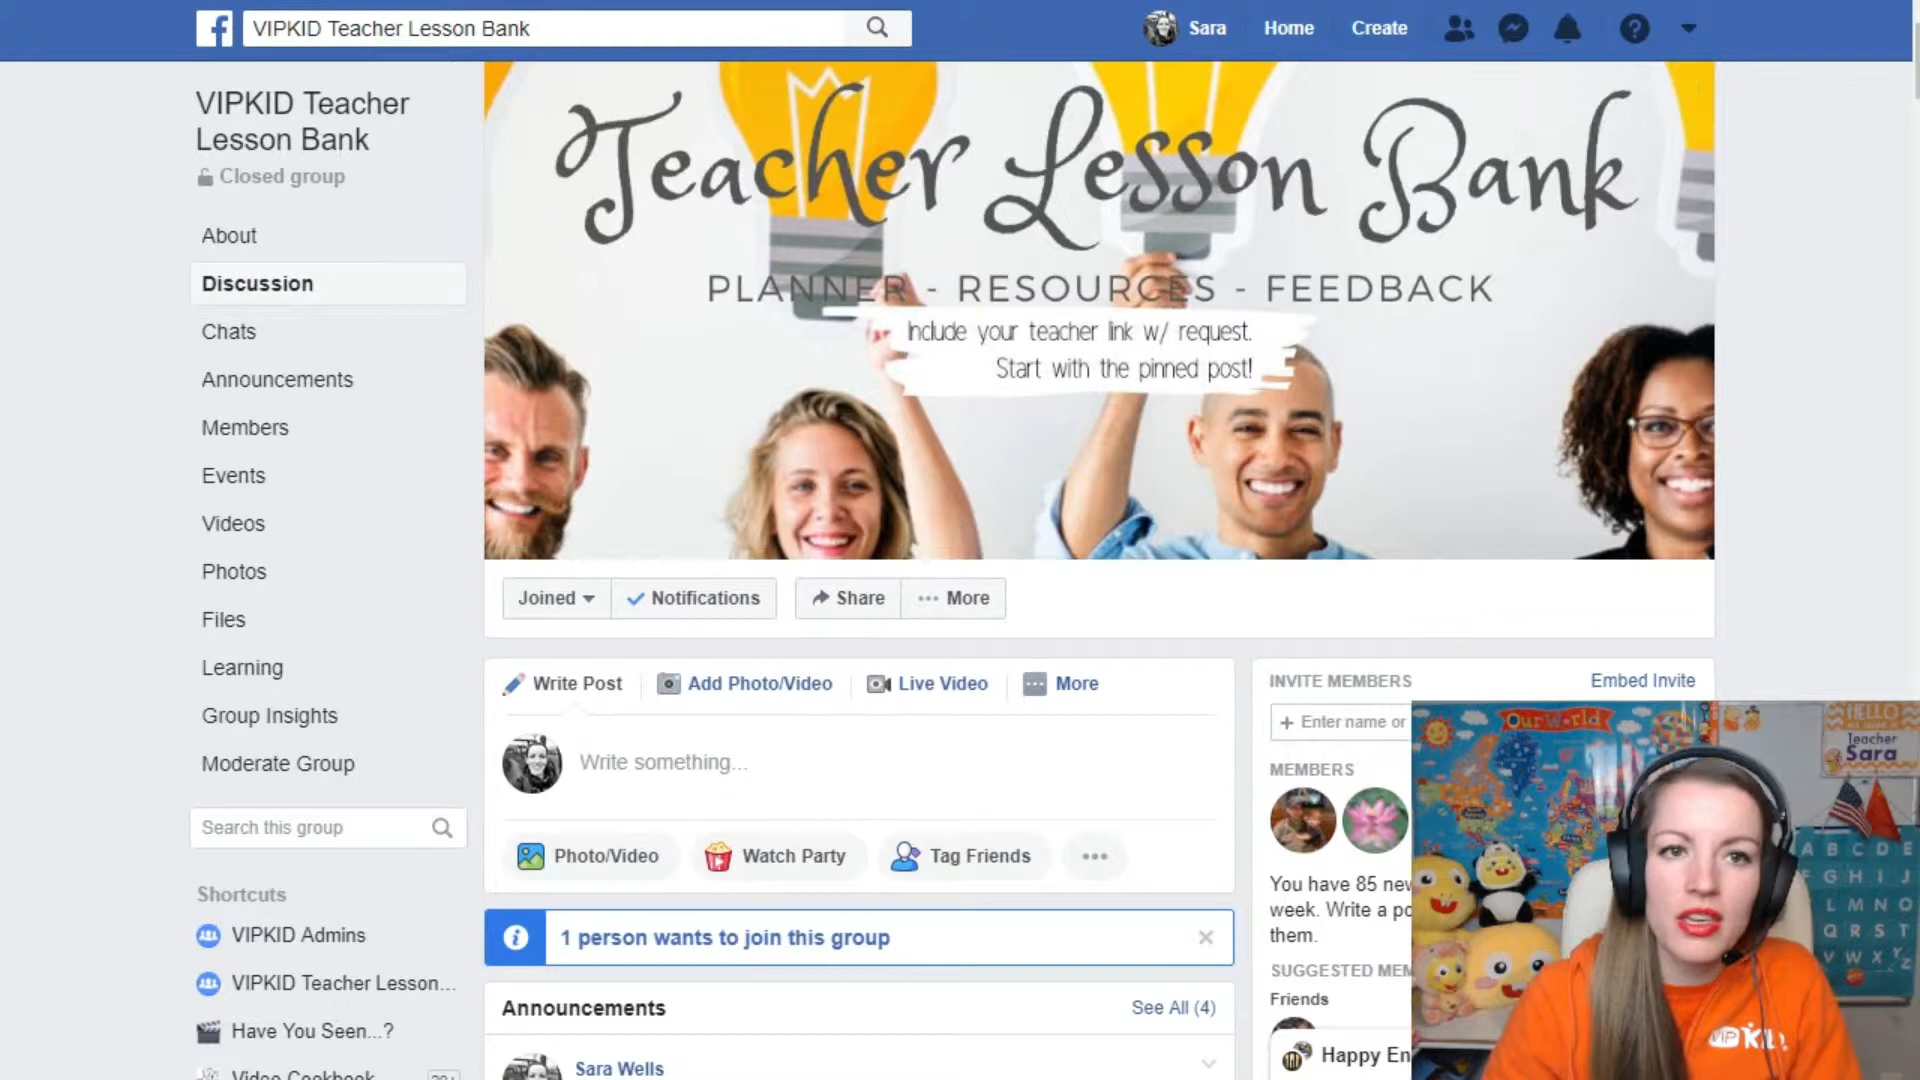 VIPKID Teacher Lesson Bank
Sara
Home
Create
VIPKID Teacher
Lesson Bank
Closed group
About
Discussion
Chats
Announcements
Members
Events
Videos
Photos
Files
Learning
Group Insights
Moderate Group
Search this group
Shortcuts
VIPKID Admins
VIPKID Teacher Lesson...
Have You Seen...?
Video Cookbook
Teacher Lesson Bank
PLANNER - RESOURCES - FEEDBACK
Include your teacher link w/ request.
Start with the pinned post!
Joined
Notifications
Share
More
Write Post
Add Photo/Video
Live Video
More
Write something...
Photo/Video
Watch Party
Tag Friends
1 person wants to join this group
Announcements
See All (4)
Sara Wells
INVITE MEMBERS
Embed Invite
+ Enter name or
MEMBERS
You have 85 new
week. Write a po
them.
SUGGESTED MEM
Friends
Happy En
Our World
HELLO
Teacher
Sara
A B C D E
F G H I J
L M N O
Q R S T
V W X Y Z
VIPKID